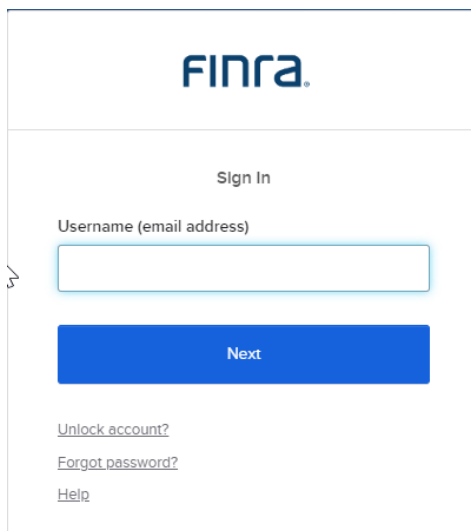 FINRA®
Sign In
Username (email address)
Next
Unlock account?
Forgot password?
Help